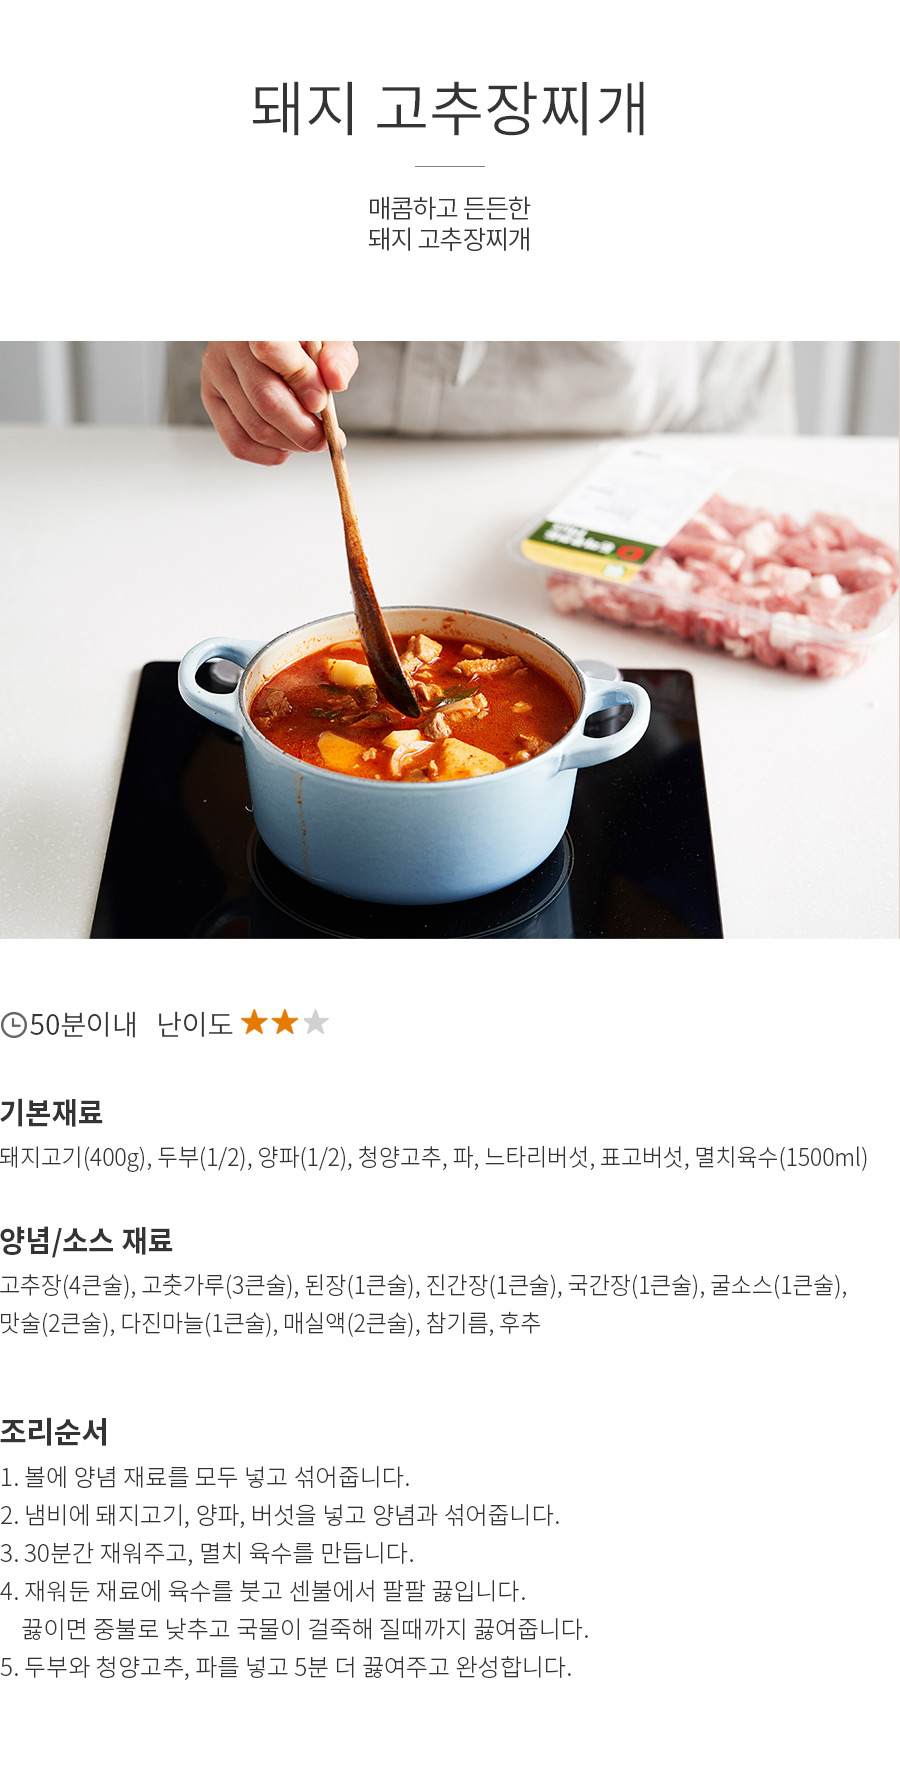 돼지 고추장찌개
매콤하고 든든한
돼지 고추장찌개
50분이내 난이도
기본재료
돼지고기(400g), 두부(1/2), 양파(1/2), 청양고추, 파, 느타리버섯, 표고버섯, 멸치육수(1500ml)
양념/소스 재료
고추장(4큰술), 고춧가루(3큰술), 된장(1큰술), 진간장(1큰술), 국간장(1큰술), 굴소스(1큰술),
맛술(2큰술), 다진마늘(1큰술), 매실액(2큰술), 참기름, 후추
조리순서
1. 볼에 양념 재료를 모두 넣고 섞어줍니다.
2. 냄비에 돼지고기, 양파, 버섯을 넣고 양념과 섞어줍니다.
3. 30분간 재워주고, 멸치 육수를 만듭니다.
4. 재워둔 재료에 육수를 붓고 센불에서 팔팔 끓입니다.
끓이면 중불로 낮추고 국물이 걸죽해 질때까지 끓여줍니다.
5. 두부와 청양고추, 파를 넣고 5분 더 끓여주고 완성합니다.